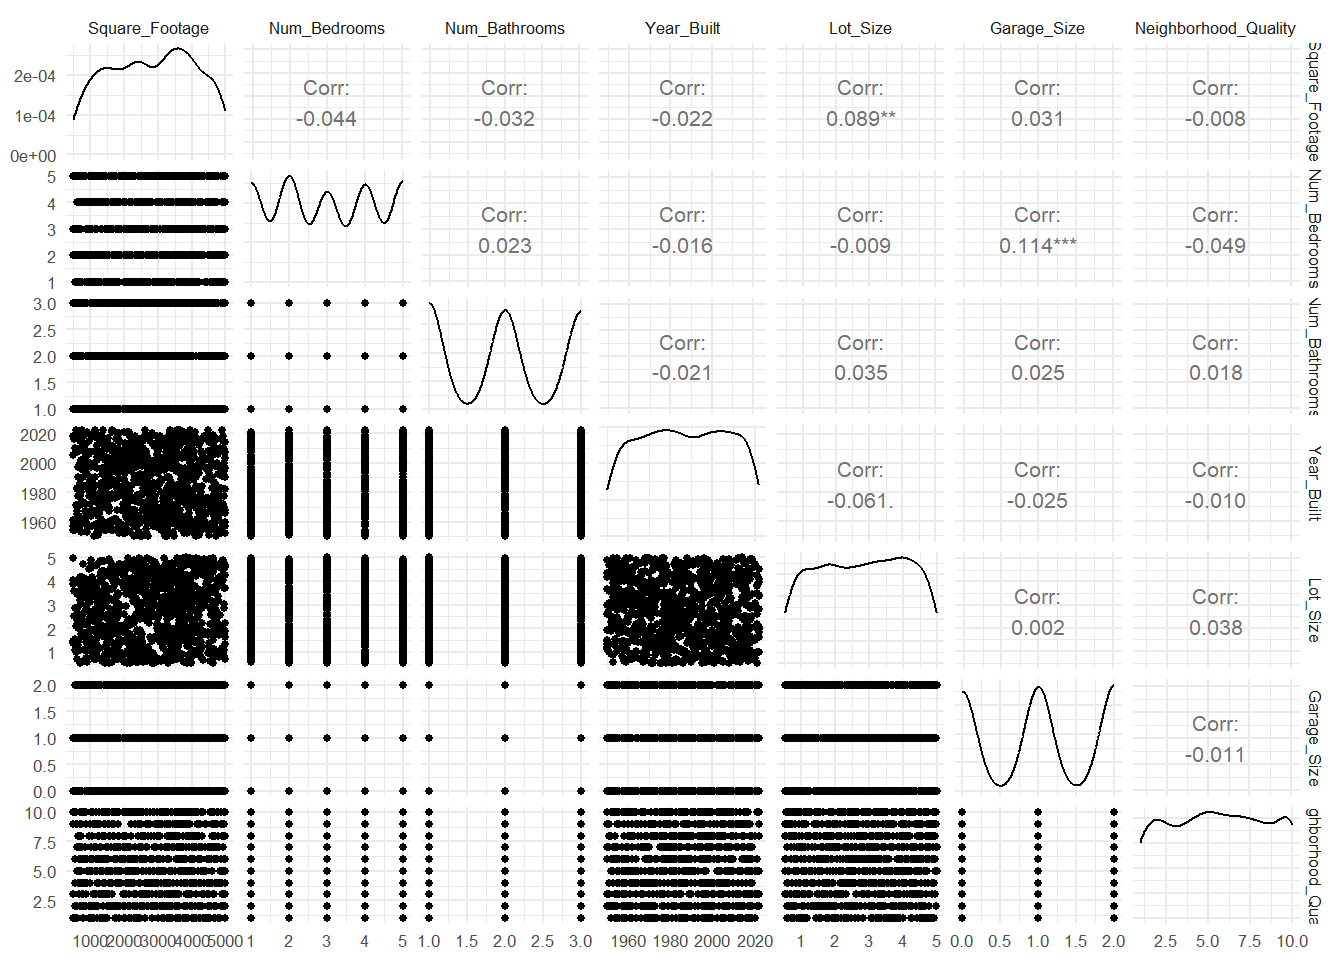 Square_Footage Num_Bedrooms Num_Bathrooms Year_Built Lot_Size Garage_Size Neighborhood_Quality
2e-04
1e-04
0e+00
Corr:
-0.044
Corr:
-0.032
Corr:
-0.022
Corr:
0.089**
Corr:
0.031
Corr:
-0.008
Square_Footage
5
4
3
2
1
Corr:
0.023
Corr:
-0.016
Corr:
-0.009
Corr:
0.114***
Corr:
-0.049
Num_Bedrooms
3.0
2.5
2.0
1.5
1.0
Corr:
-0.021
Corr:
0.035
Corr:
0.025
Corr:
0.018
Num_Bathrooms
2020
2000
1980
1960
Corr:
-0.061.
Corr:
-0.025
Corr:
-0.010
Year_Built
5
4
3
2
1
Corr:
0.002
Corr:
0.038
Lot_Size
2.0
1.5
1.0
0.5
0.0
Corr:
-0.011
Garage_Size
10.0
7.5
5.0
2.5
ghborhood_Qua
1000 2000 3000 4000 5000 1 2 3 4 5 1.0 1.5 2.0 2.5 3.0 1960 1980 2000 2020 1 2 3 4 5 0.0 0.5 1.0 1.5 2.0 2.5 5.0 7.5 10.0